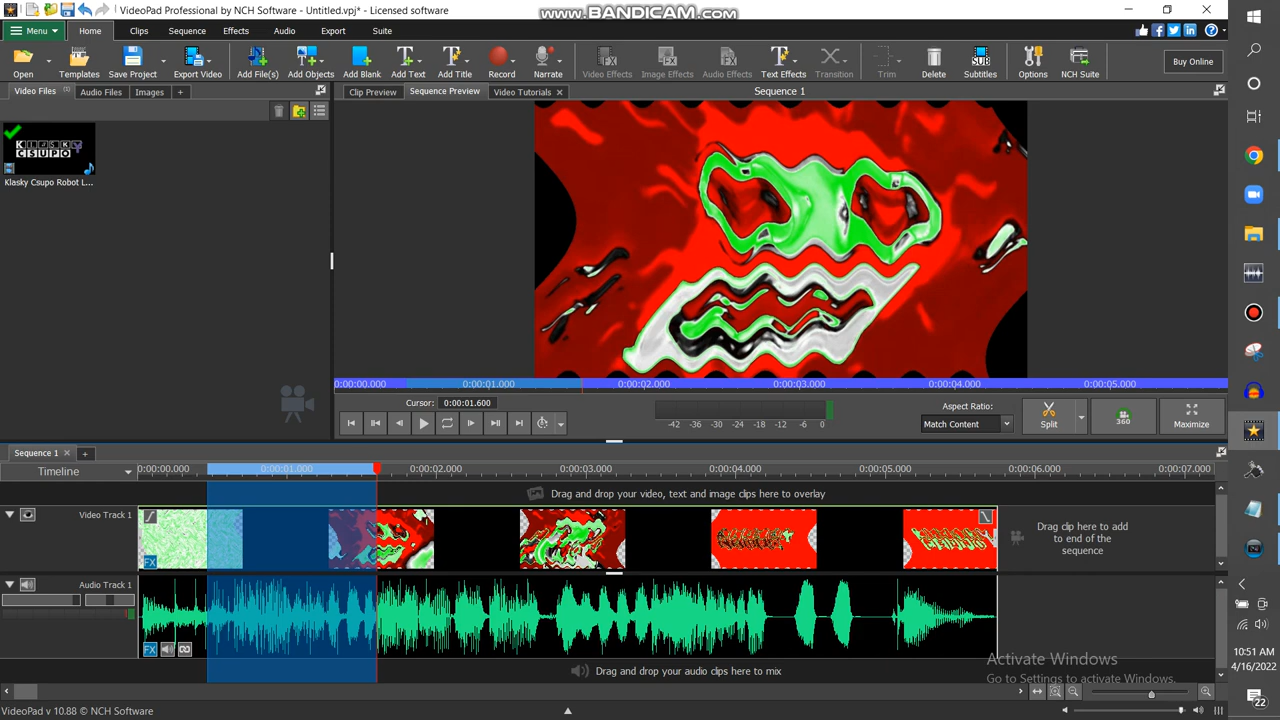 VideoPad Professional by NCH Software - Untitled.vpj* - Licensed software
www.BANDICAM.com
Menu Home Clips Sequence Effects Audio Export Suite
Open Templates Save Project Export Video Add File(s) Add Objects Add Blank Add Text Add Title Record Narrate Video Effects Image Effects Audio Effects Text Effects Transition Trim Delete Subtitles Options NCH Suite Buy Online
Video Files (1) Audio Files Images +
Clip Preview Sequence Preview Video Tutorials Sequence 1
KLASKY
CSUPO
Klasky Csupo Robot L...
0:00:00.000 0:00:01.000 0:00:02.000 0:00:03.000 0:00:04.000 0:00:05.000
Cursor: 0:00:01.600
-42 -36 -30 -24 -18 -12 -6 0
Aspect Ratio:
Match Content
Split 360 Maximize
Sequence 1 +
Timeline 0:00:00.000 0:00:01.000 0:00:02.000 0:00:03.000 0:00:04.000 0:00:05.000 0:00:06.000 0:00:07.000
Drag and drop your video, text and image clips here to overlay
Video Track 1
FX
Drag clip here to add
to end of the
sequence
Audio Track 1
FX
Drag and drop your audio clips here to mix
Activate Windows
Go to Settings to activate Windows.
VideoPad v 10.88 © NCH Software
10:51 AM
4/16/2022
22